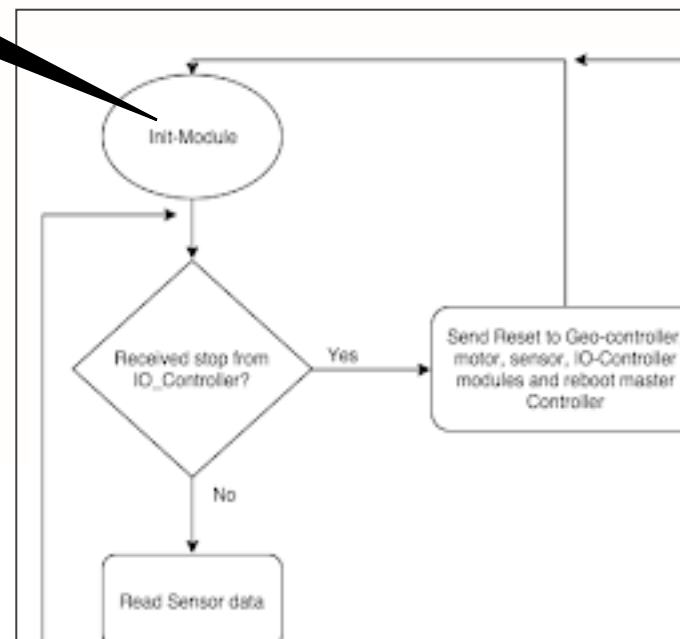 Init-Module
Received stop from
IO_Controller?
Yes
Send Reset to Geo-controller,
motor, sensor, IO-Controller
modules and reboot master
Controller
No
Read Sensor data